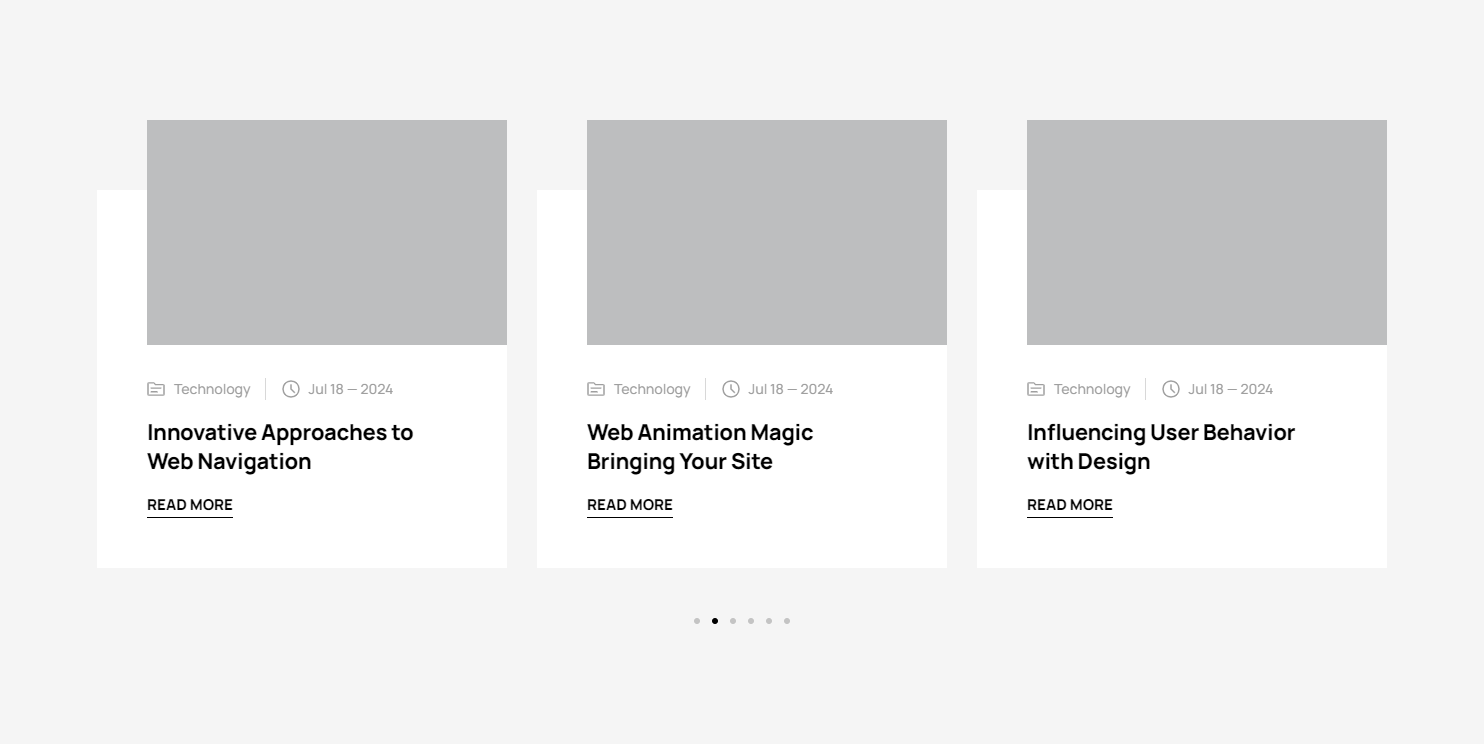 Technology
Jul 18 – 2024
Innovative Approaches to
Web Navigation
READ MORE
Technology
Jul 18 – 2024
Web Animation Magic
Bringing Your Site
READ MORE
Technology
Jul 18 – 2024
Influencing User Behavior
with Design
READ MORE